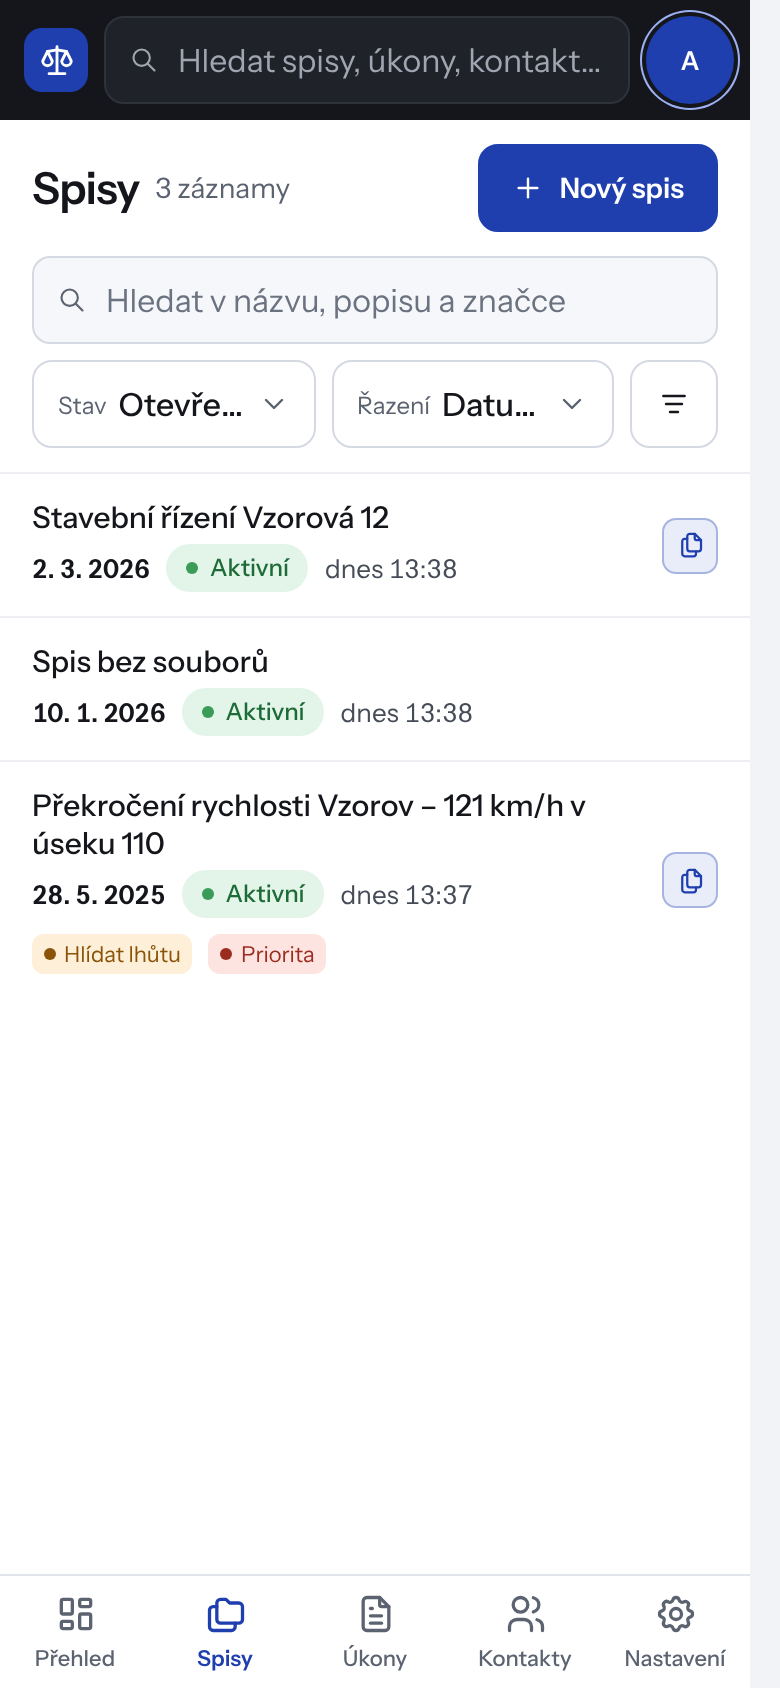 Hledat spisy, úkony, kontakt...
A
Spisy 3 záznamy
Nový spis
Hledat v názvu, popisu a značce
Stav Otevře...
Řazení Datu...
Stavební řízení Vzorová 12
2. 3. 2026 Aktivní dnes 13:38
Spis bez souborů
10. 1. 2026 Aktivní dnes 13:38
Překročení rychlosti Vzorov – 121 km/h v
úseku 110
28. 5. 2025 Aktivní dnes 13:37
Hlídat lhůtu Priorita
Přehled Spisy Úkony Kontakty Nastavení